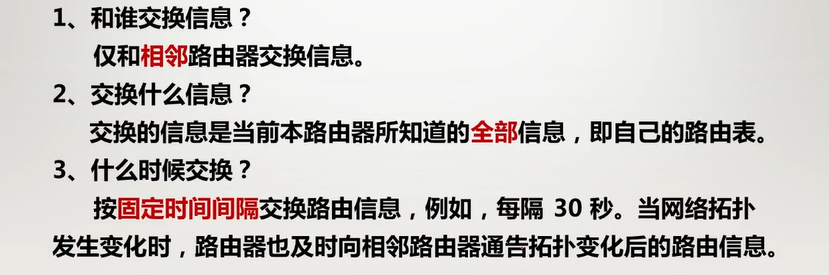 1、和谁交换信息？
仅和相邻路由器交换信息。
2、交换什么信息？
交换的信息是当前本路由器所知道的全部信息，即自己的路由表。
3、什么时候交换？
按固定时间间隔交换路由信息，例如，每隔 30 秒。当网络拓扑
发生变化时，路由器也及时向相邻路由器通告拓扑变化后的路由信息。